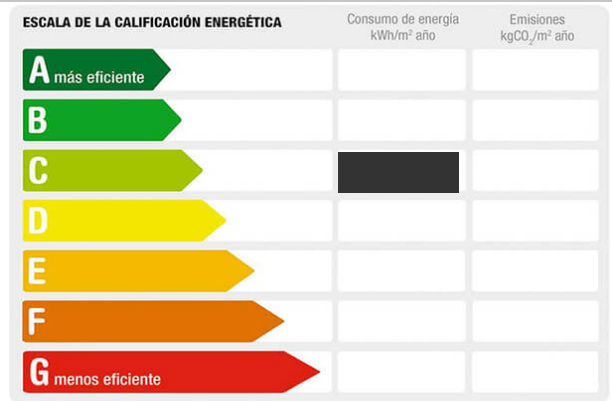 ESCALA DE LA CALIFICACIÓN ENERGÉTICA
Consumo de energía
kWh/m² año
Emisiones
kgCO₂/m² año
A más eficiente
B
C
D
E
F
G menos eficiente